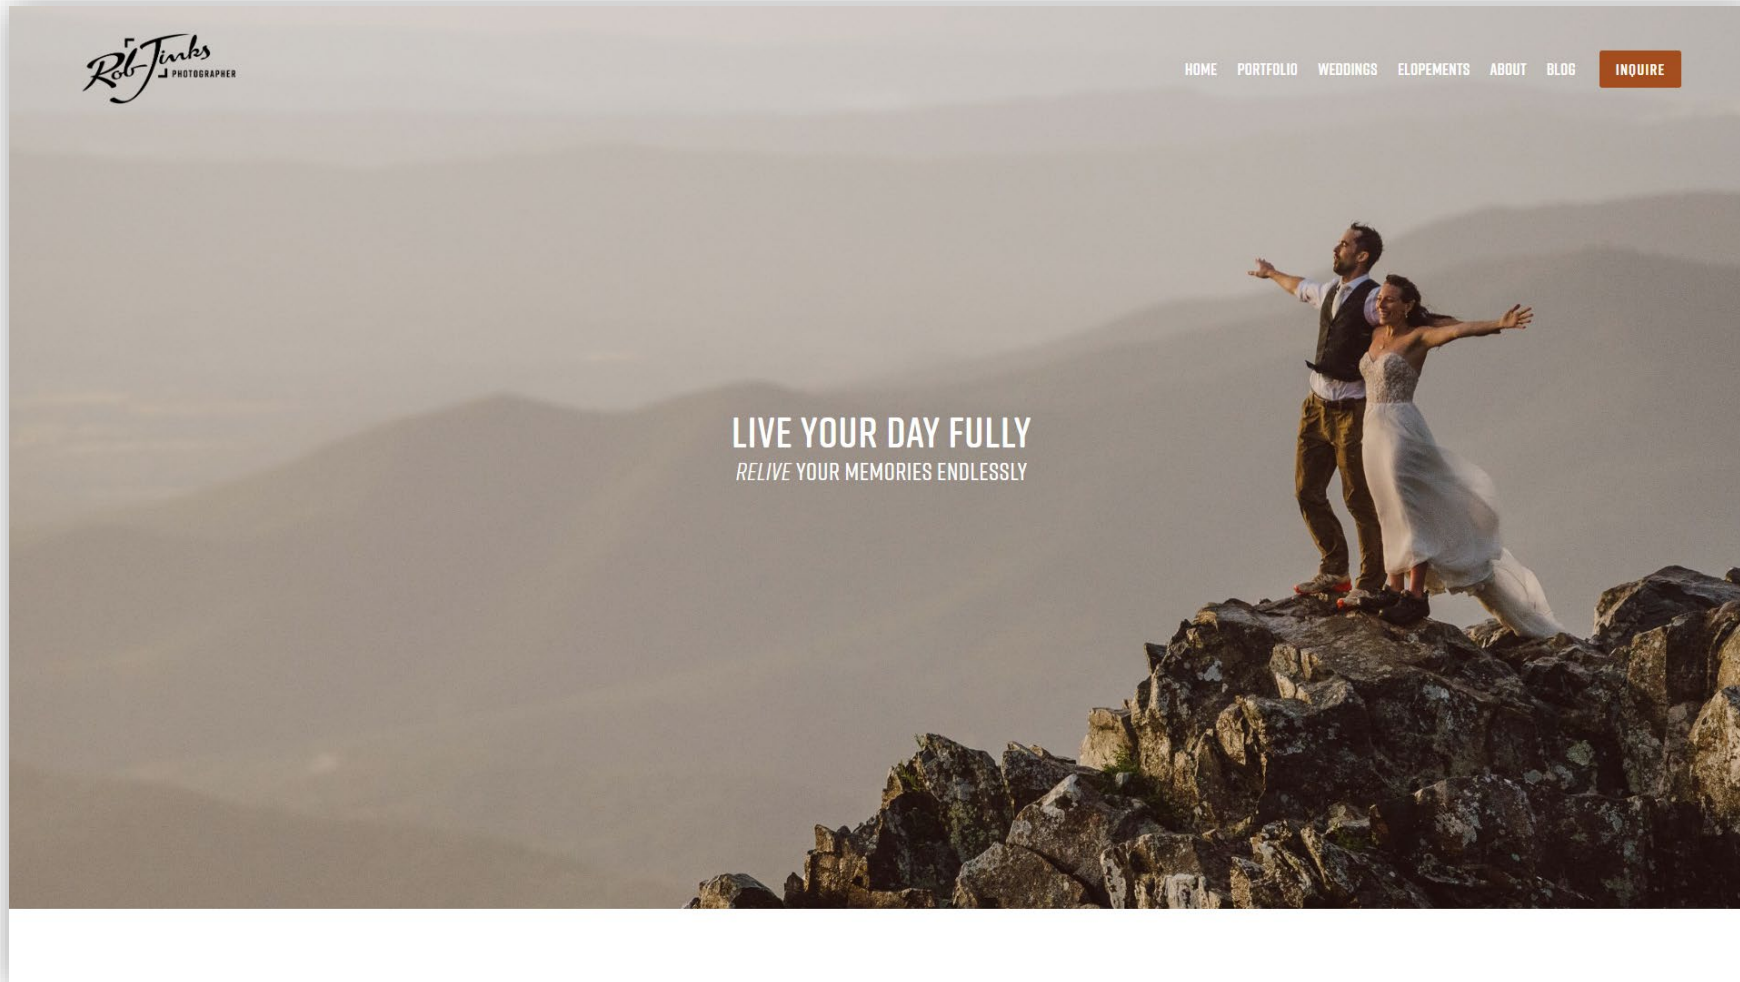 Rob Jinks
PHOTOGRAPHER
HOME PORTFOLIO WEDDINGS ELOPEMENTS ABOUT BLOG INQUIRE
LIVE YOUR DAY FULLY
RELIVE YOUR MEMORIES ENDLESSLY